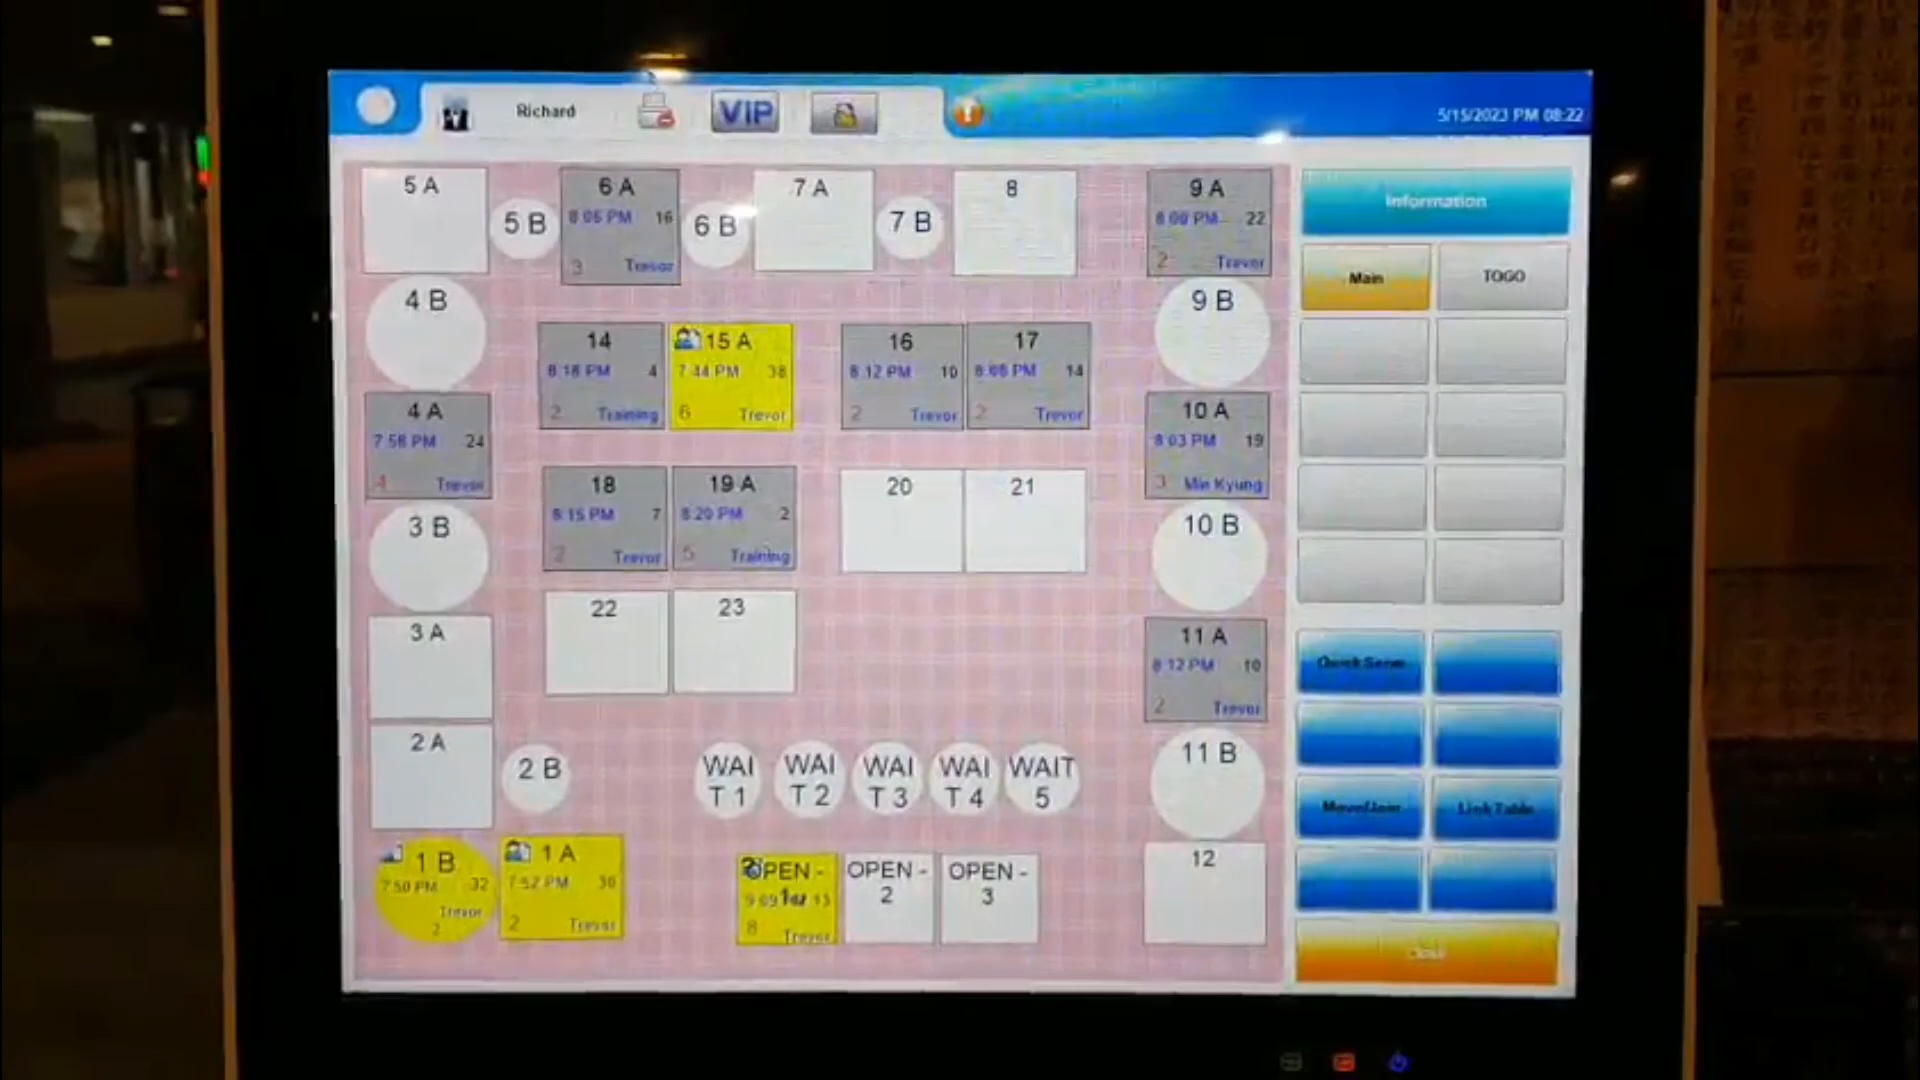 Richard
VIP
5/15/2023 PM 08:22
5 A
5 B
6 A
8:06 PM 16
3 Trevor
6 B
7 A
7 B
8
9 A
8:00 PM 22
2 Trevor
Information
Main
TOGO
4 B
9 B
14
8:18 PM 4
2 Training
15 A
7:44 PM 38
6 Trevor
16
8:12 PM 10
2 Trevor
17
8:08 PM 14
2 Trevor
4 A
7:58 PM 24
4 Trevor
10 A
8:03 PM 19
3 Min Kyung
3 B
18
8:15 PM 7
2 Trevor
19 A
8:20 PM 2
5 Training
20
21
10 B
3 A
22
23
11 A
8:12 PM 10
2 Trevor
Quick Serve
2 A
2 B
WAI
T 1
WAI
T 2
WAI
T 3
WAI
T 4
WAIT
5
11 B
Link Table
1 B
7:50 PM 32
Trevor
2
1 A
7:52 PM 30
2 Trevor
OPEN -
8 Trevor
OPEN -
2
OPEN -
3
12
Close